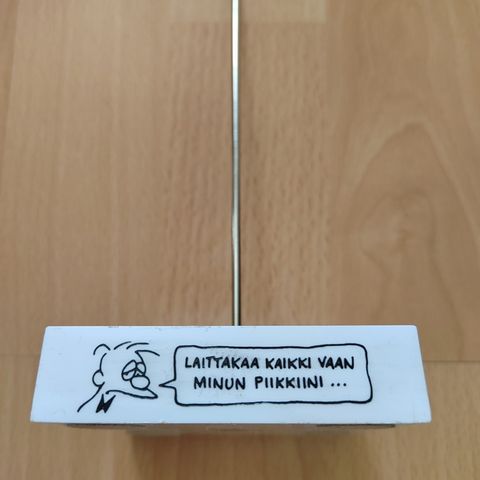 LAITTAKAA KAIKKI VAAN
MINUN PIIKKIINI ...